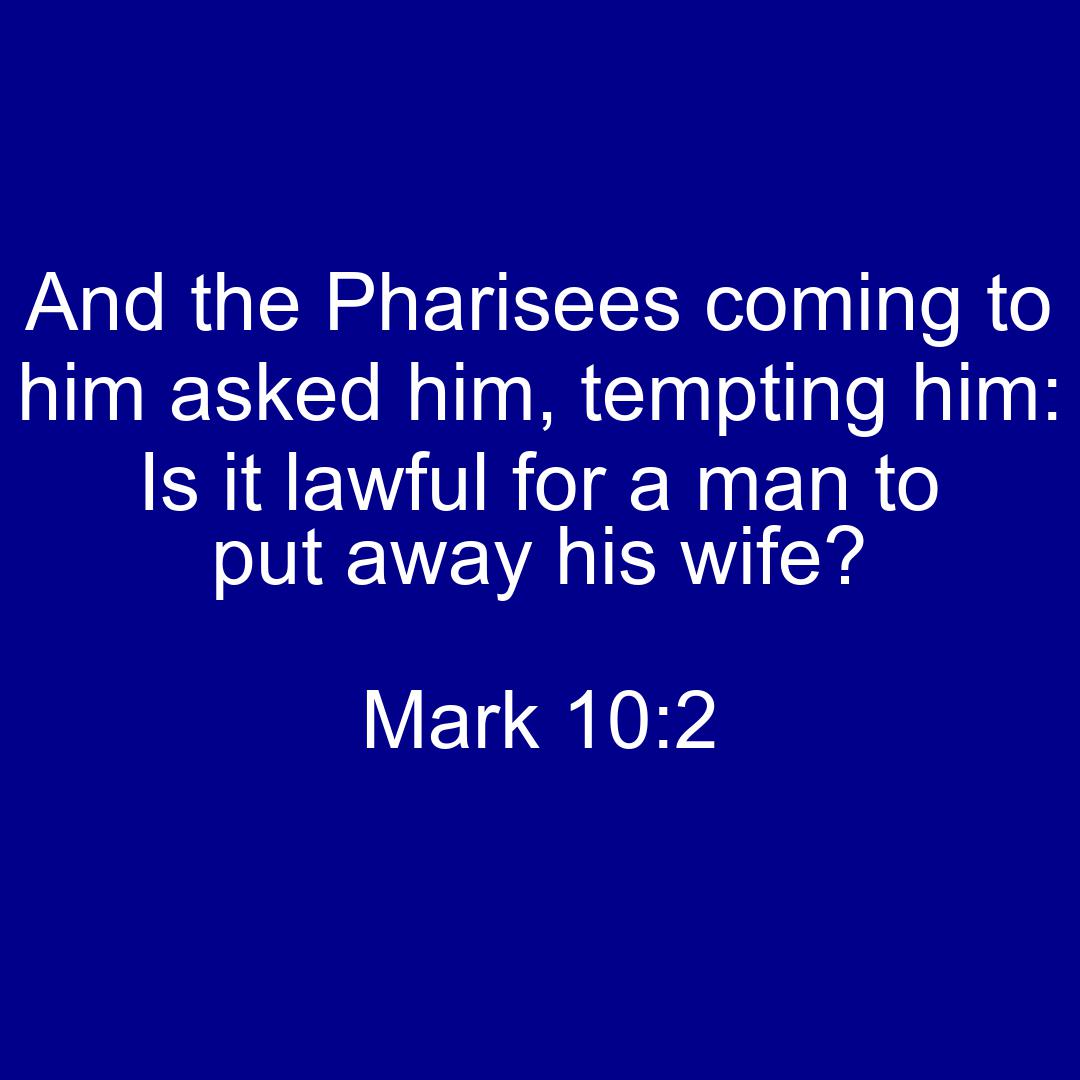 And the Pharisees coming to
him asked him, tempting him:
Is it lawful for a man to
put away his wife?
Mark 10:2